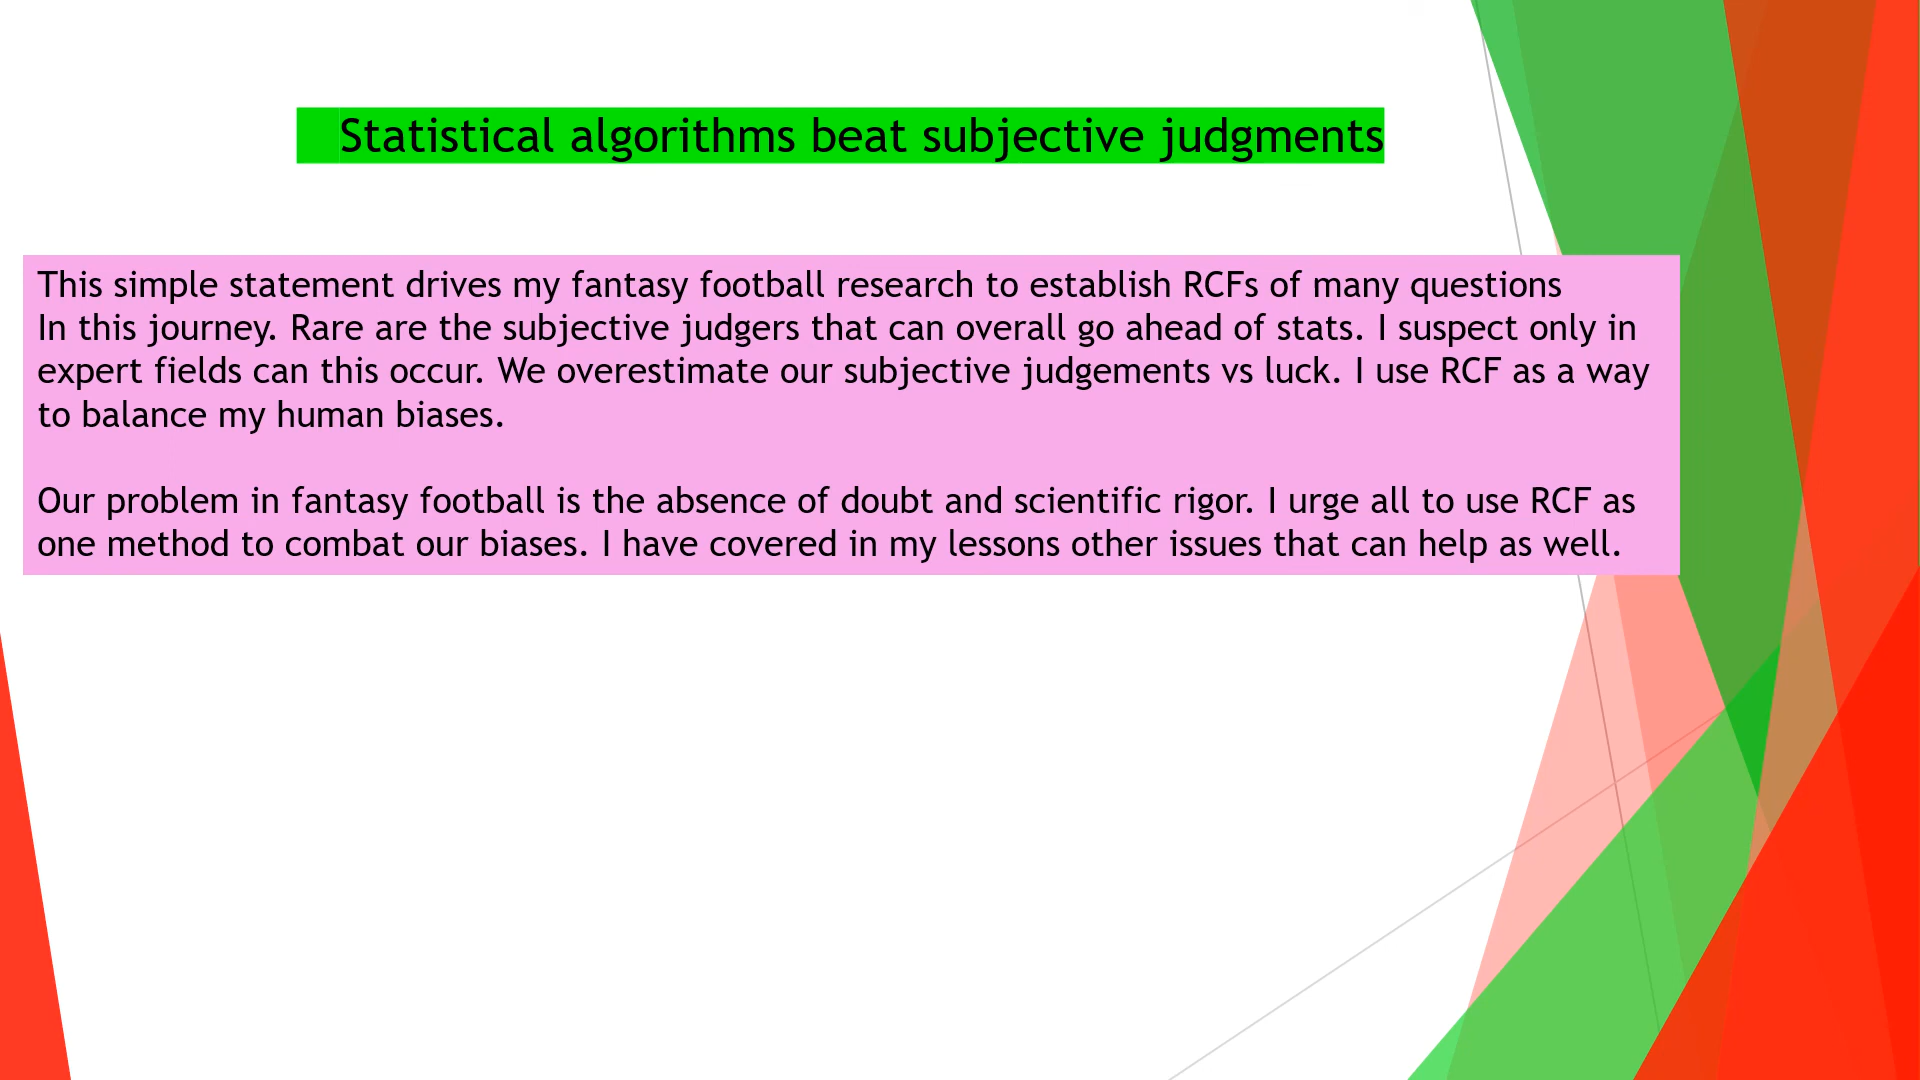 Statistical algorithms beat subjective judgments
This simple statement drives my fantasy football research to establish RCFs of many questions
In this journey. Rare are the subjective judgers that can overall go ahead of stats. I suspect only in
expert fields can this occur. We overestimate our subjective judgements vs luck. I use RCF as a way
to balance my human biases.
Our problem in fantasy football is the absence of doubt and scientific rigor. I urge all to use RCF as
one method to combat our biases. I have covered in my lessons other issues that can help as well.